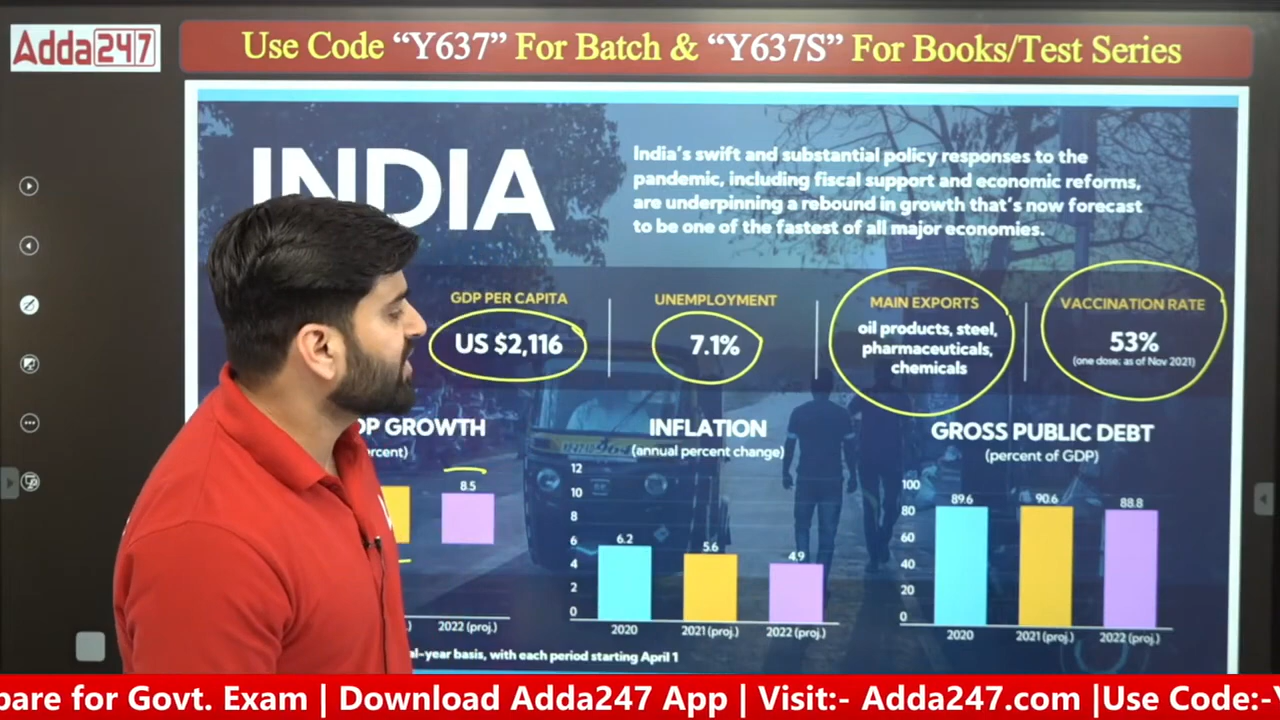 Adda247
Use Code “Y637” For Batch & “Y637S” For Books/Test Series
INDIA
India's swift and substantial policy responses to the
pandemic, including fiscal support and economic reforms,
are underpinning a rebound in growth that's now forecast
to be one of the fastest of all major economies.
GDP PER CAPITA
US $2,116
UNEMPLOYMENT
7.1%
MAIN EXPORTS
oil products, steel,
pharmaceuticals,
chemicals
VACCINATION RATE
53%
(one dose; as of Nov 2021)
GROWTH
8.5
2022 (proj.)
INFLATION
(annual percent change)
12
10
8
6
4
2
0
6.2
5.6
4.9
2020
2021 (proj.)
2022 (proj.)
GROSS PUBLIC DEBT
(percent of GDP)
100
80
60
40
20
0
89.6
90.6
88.8
2020
2021 (proj.)
2022 (proj.)
basis, with each period starting April 1
for Govt. Exam | Download Adda247 App | Visit:- Adda247.com |Use Code:-